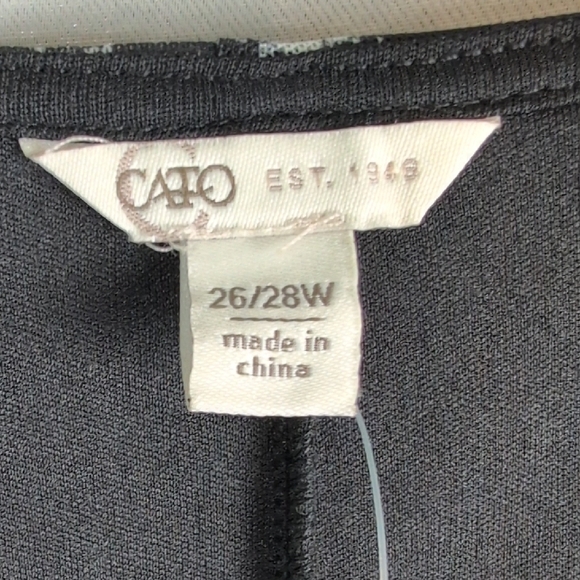 CATO EST. 1946
26/28W
made in
china